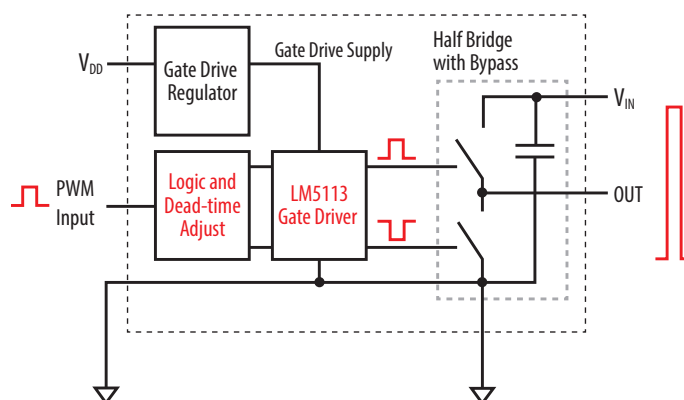 Half Bridge
with Bypass
Gate Drive Supply
V_DD
Gate Drive
Regulator
V_IN
PWM
Input
Logic and
Dead-time
Adjust
LM5113
Gate Driver
OUT